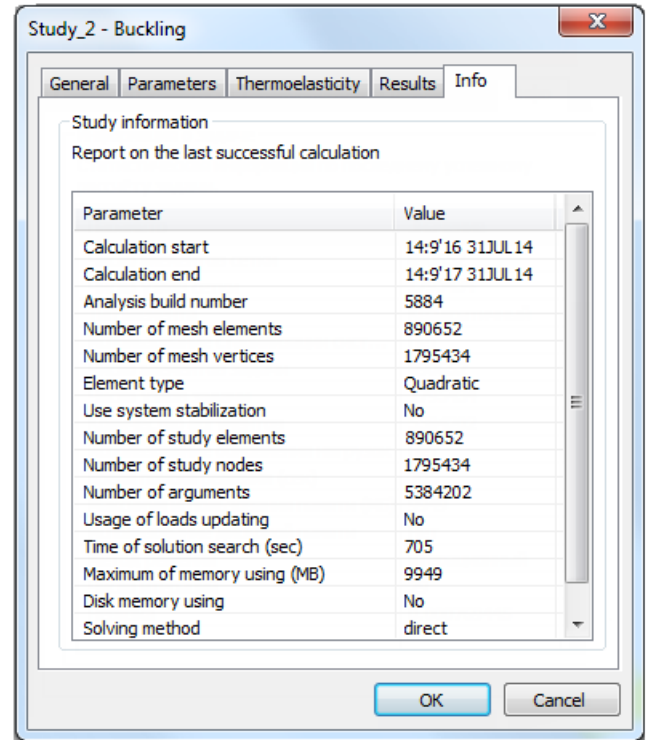 Study_2 - Buckling
General Parameters Thermoelasticity Results Info
Study information
Report on the last successful calculation
Parameter Value
Calculation start 14:9'16 31JUL14
Calculation end 14:9'17 31JUL14
Analysis build number 5884
Number of mesh elements 890652
Number of mesh vertices 1795434
Element type Quadratic
Use system stabilization No
Number of study elements 890652
Number of study nodes 1795434
Number of arguments 5384202
Usage of loads updating No
Time of solution search (sec) 705
Maximum of memory using (MB) 9949
Disk memory using No
Solving method direct
OK Cancel